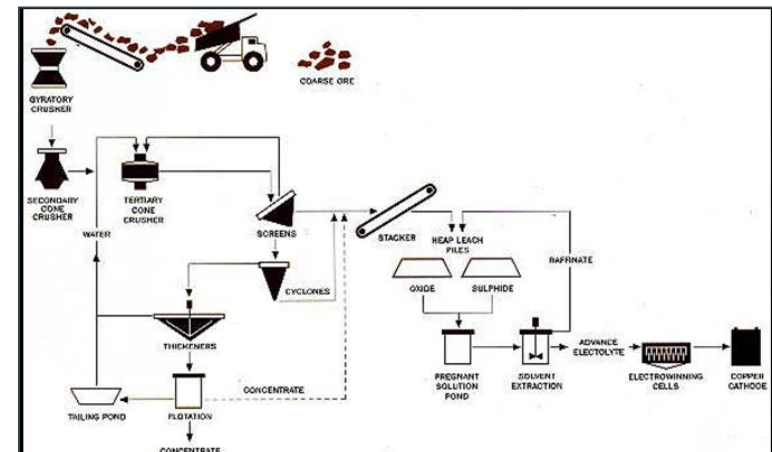 COARSE ORE
GYRATORY
CRUSHER
SECONDARY
CONE
CRUSHER
TERTIARY
CONE
CRUSHER
WATER
SCREENS
STACKER
HEAP LEACH
PILES
RAFFINATE
CYCLONES
OXIDE
SULPHIDE
THICKENERS
ADVANCE
ELECTOLYTE
CONCENTRATE
PREGNANT
SOLUTION
POND
SOLVENT
EXTRACTION
ELECTROWINNING
CELLS
COPPER
CATHODE
TAILING POND
FLOTATION
CONCENTRATE